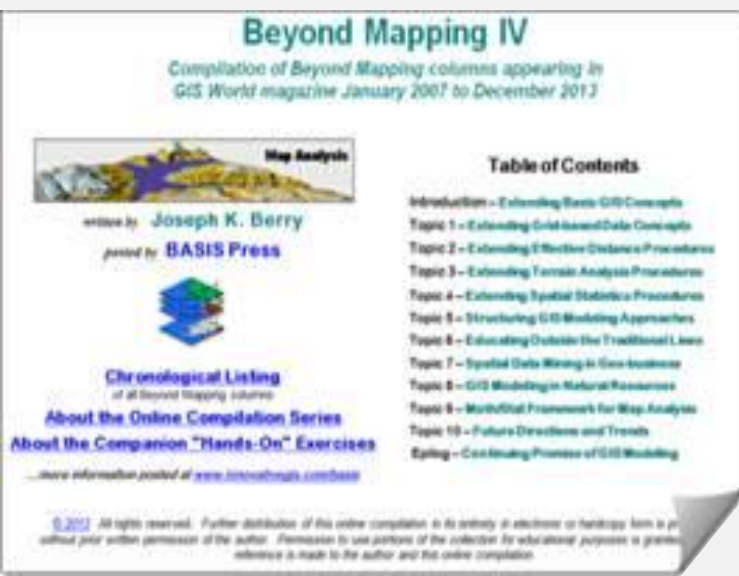 Beyond Mapping IV
Compilation of Beyond Mapping columns appearing in
GIS World magazine January 2007 to December 2013
Map Analysis
written by Joseph K. Berry
posted by BASIS Press
Chronological Listing
of all Beyond Mapping columns
About the Online Compilation Series
About the Companion "Hands-On" Exercises
...more information posted at www.innovativegis.com/basis
Table of Contents
Introduction – Extending Basic GIS Concepts
Topic 1 – Extending Grid-based Data Concepts
Topic 2 – Extending Effective Distance Procedures
Topic 3 – Extending Terrain Analysis Procedures
Topic 4 – Extending Spatial Statistics Procedures
Topic 5 – Structuring GIS Modeling Approaches
Topic 6 – Educating Outside the Traditional Lines
Topic 7 – Spatial Data Mining in Geo-business
Topic 8 – GIS Modeling in Natural Resources
Topic 9 – Math/Stat Framework for Map Analysis
Topic 10 – Future Directions and Trends
Epilog – Continuing Promise of GIS Modeling
© 2013 All rights reserved. Further distribution of this online compilation in its entirety in electronic or hardcopy form is
without prior written permission of the author. Permission to use portions of the collection for educational purposes is
reference is made to the author and this online compilation.